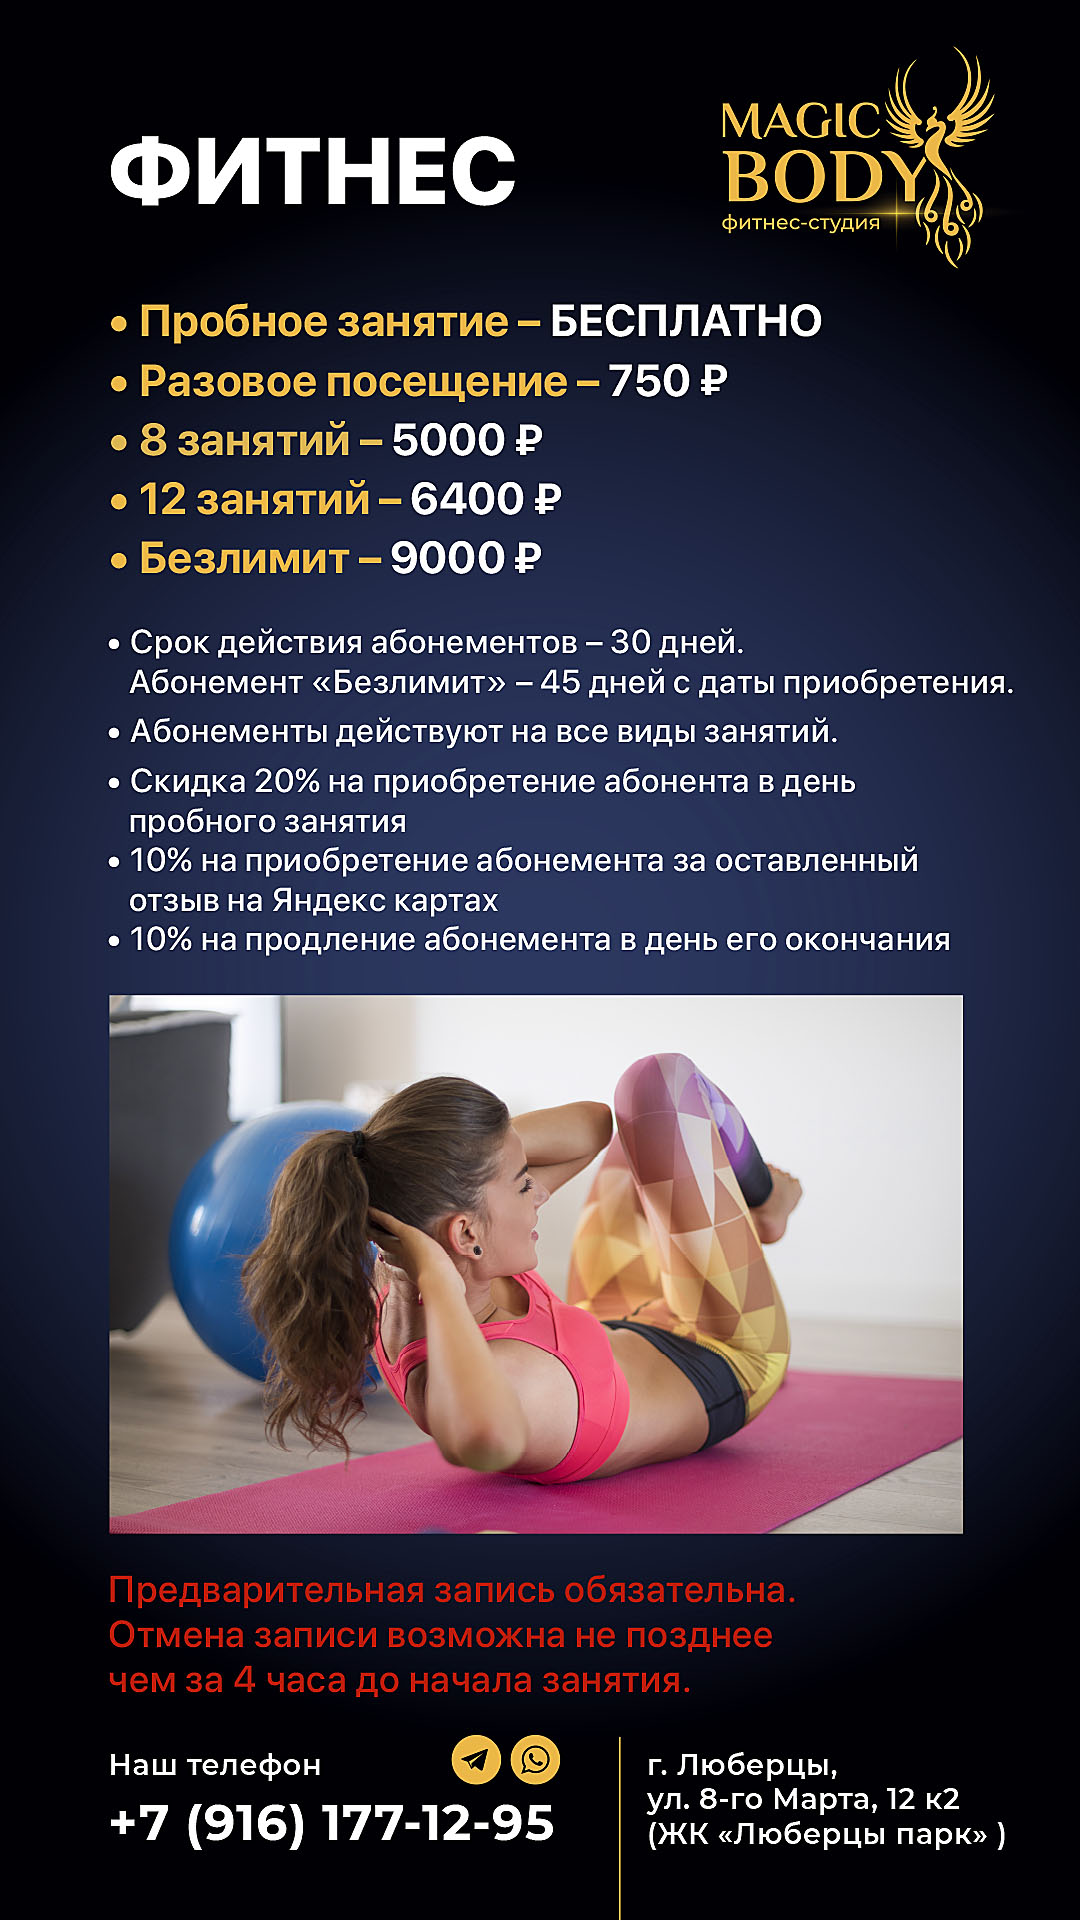 ФИТНЕС
MAGIC
BODY
фитнес-студия
• Пробное занятие – БЕСПЛАТНО
• Разовое посещение – 750 ₽
• 8 занятий – 5000 ₽
• 12 занятий – 6400 ₽
• Безлимит – 9000 ₽
• Срок действия абонементов – 30 дней.
Абонемент «Безлимит» – 45 дней с даты приобретения.
• Абонементы действуют на все виды занятий.
• Скидка 20% на приобретение абонента в день
пробного занятия
• 10% на приобретение абонемента за оставленный
отзыв на Яндекс картах
• 10% на продление абонемента в день его окончания
Предварительная запись обязательна.
Отмена записи возможна не позднее
чем за 4 часа до начала занятия.
Наш телефон
+7 (916) 177-12-95
г. Люберцы,
ул. 8-го Марта, 12 к2
(ЖК «Люберцы парк» )